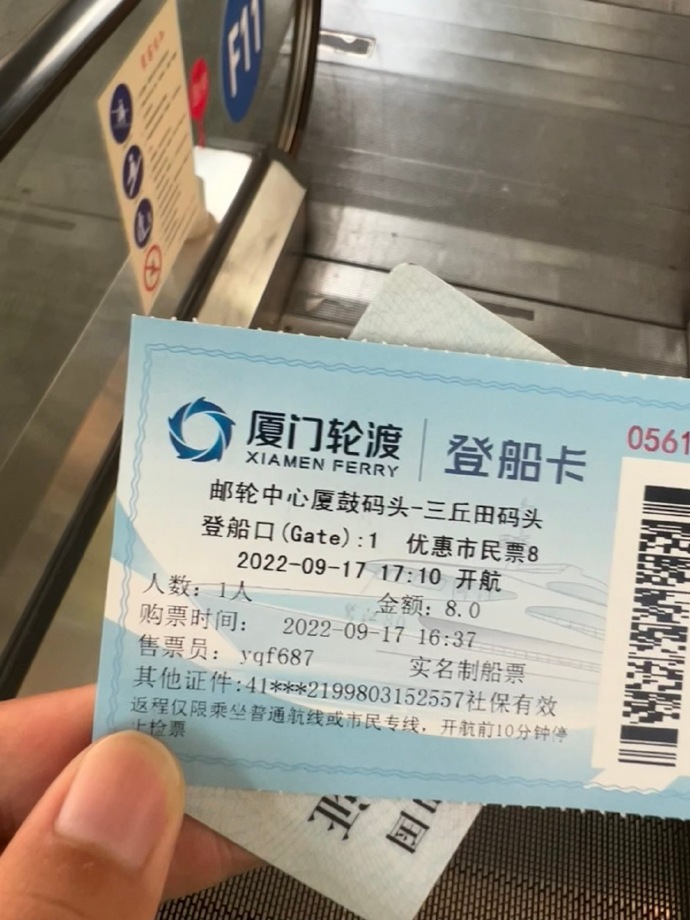 F11
厦门轮渡
XIAMEN FERRY
登船卡
0561
邮轮中心厦鼓码头-三丘田码头
登船口(Gate):1 优惠市民票8
2022-09-17 17:10 开航
人数: 1人 金额: 8.0
购票时间: 2022-09-17 16:37
售票员: yqf687 实名制船票
其他证件:41***2199803152557社保有效
返程仅限乘坐普通航线或市民专线，开航前10分钟停
止检票
证
国